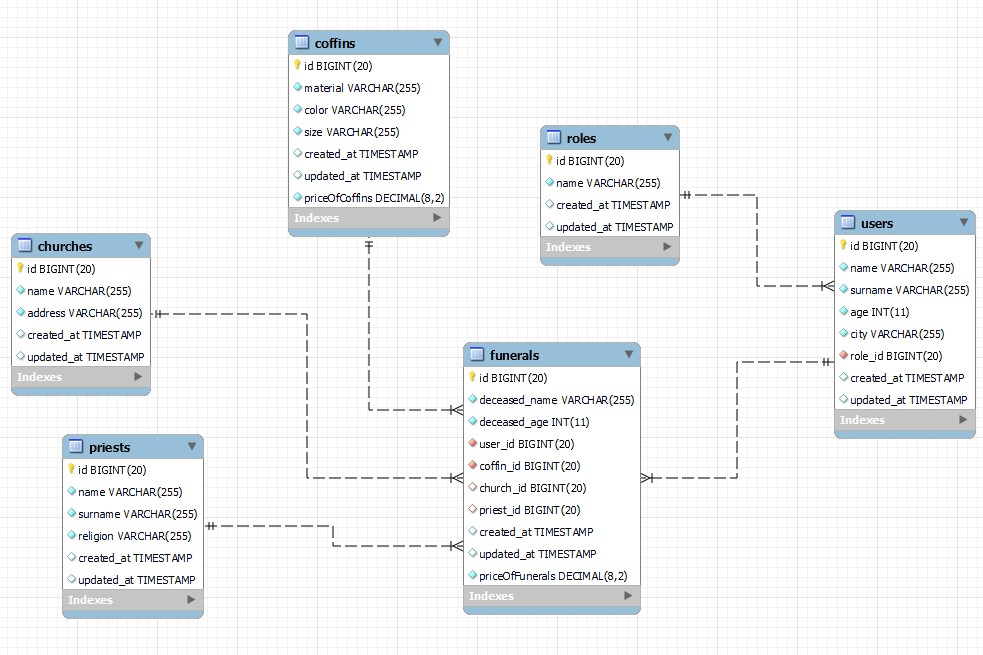 coffins
id BIGINT(20)
material VARCHAR(255)
color VARCHAR(255)
size VARCHAR(255)
created_at TIMESTAMP
updated_at TIMESTAMP
priceOfCoffins DECIMAL(8,2)
Indexes
roles
id BIGINT(20)
name VARCHAR(255)
created_at TIMESTAMP
updated_at TIMESTAMP
Indexes
users
id BIGINT(20)
name VARCHAR(255)
surname VARCHAR(255)
age INT(11)
city VARCHAR(255)
role_id BIGINT(20)
created_at TIMESTAMP
updated_at TIMESTAMP
Indexes
churches
id BIGINT(20)
name VARCHAR(255)
address VARCHAR(255)
created_at TIMESTAMP
updated_at TIMESTAMP
Indexes
funerals
id BIGINT(20)
deceased_name VARCHAR(255)
deceased_age INT(11)
user_id BIGINT(20)
coffin_id BIGINT(20)
church_id BIGINT(20)
priest_id BIGINT(20)
created_at TIMESTAMP
updated_at TIMESTAMP
priceOfFunerals DECIMAL(8,2)
Indexes
priests
id BIGINT(20)
name VARCHAR(255)
surname VARCHAR(255)
religion VARCHAR(255)
created_at TIMESTAMP
updated_at TIMESTAMP
Indexes